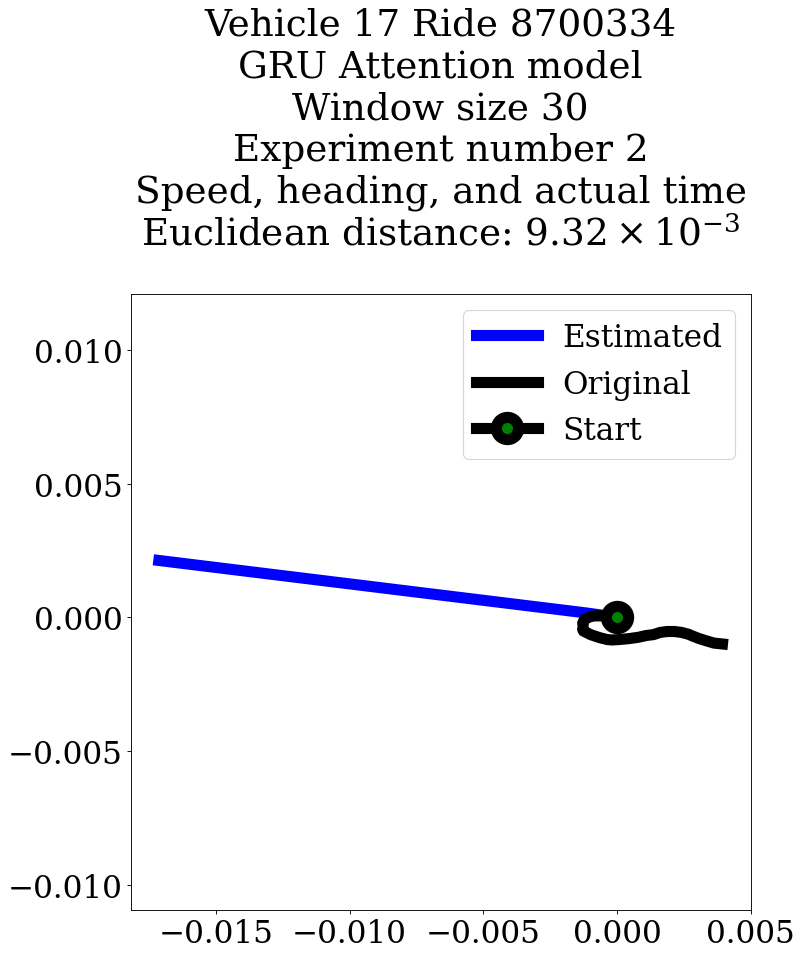 Vehicle 17 Ride 8700334
GRU Attention model
Window size 30
Experiment number 2
Speed, heading, and actual time
Euclidean distance: 9.32 × 10⁻³
Estimated
Original
Start
0.010
0.005
0.000
−0.005
−0.010
−0.015 −0.010 −0.005 0.000 0.005